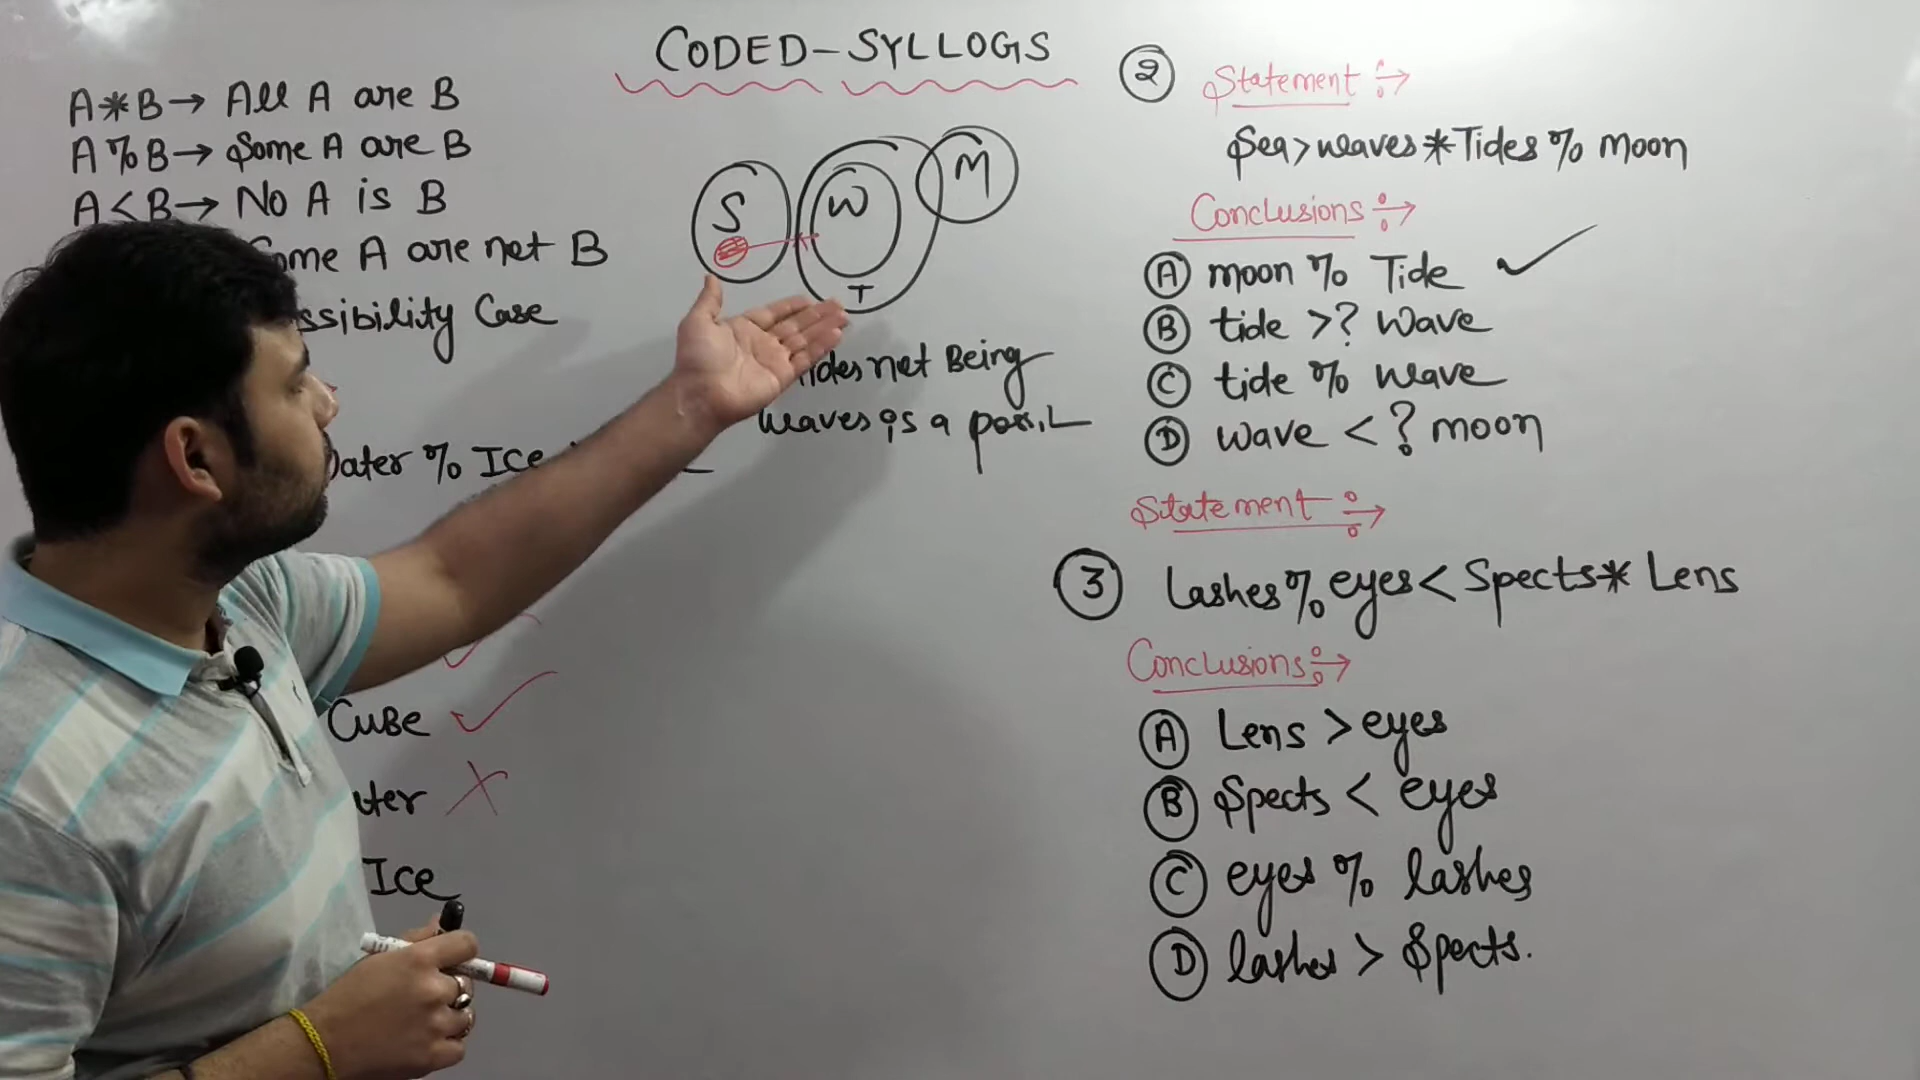 CODED-SYLLOGS
A*B→ All A are B
A%B→ Some A are B
A<B→ No A is B
Some A are not B
ssibility Case
ater % Ice
Cube
ater
Ice
S
W
M
T
ides not Being
waves is a
②
Statement :→
Sea>waves*Tides % moon
Conclusions :→
Ⓐ moon % Tide ✓
Ⓑ tide >? Wave
Ⓒ tide % wave
Ⓓ wave <? moon
Statement :→
③ Lashes % eyes < Spects * Lens
Conclusions :→
Ⓐ Lens > eyes
Ⓑ Spects < eyes
Ⓒ eyes % lashes
Ⓓ lashes > Spects.